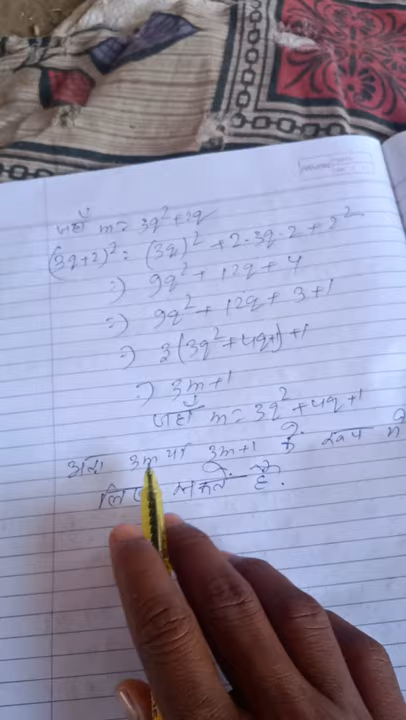 जहाँ m = 3q² + 2q
(3q+2)² = (3q)² + 2·3q·2 + 2²
⇒) 9q² + 12q + 4
⇒) 9q² + 12q + 3 + 1
⇒) 3(3q² + 4q+1) + 1
⇒) 3m+1
जहाँ m = 3q² + 4q + 1
अतः 3m या 3m+1 के रूप में
लिख सकते है.